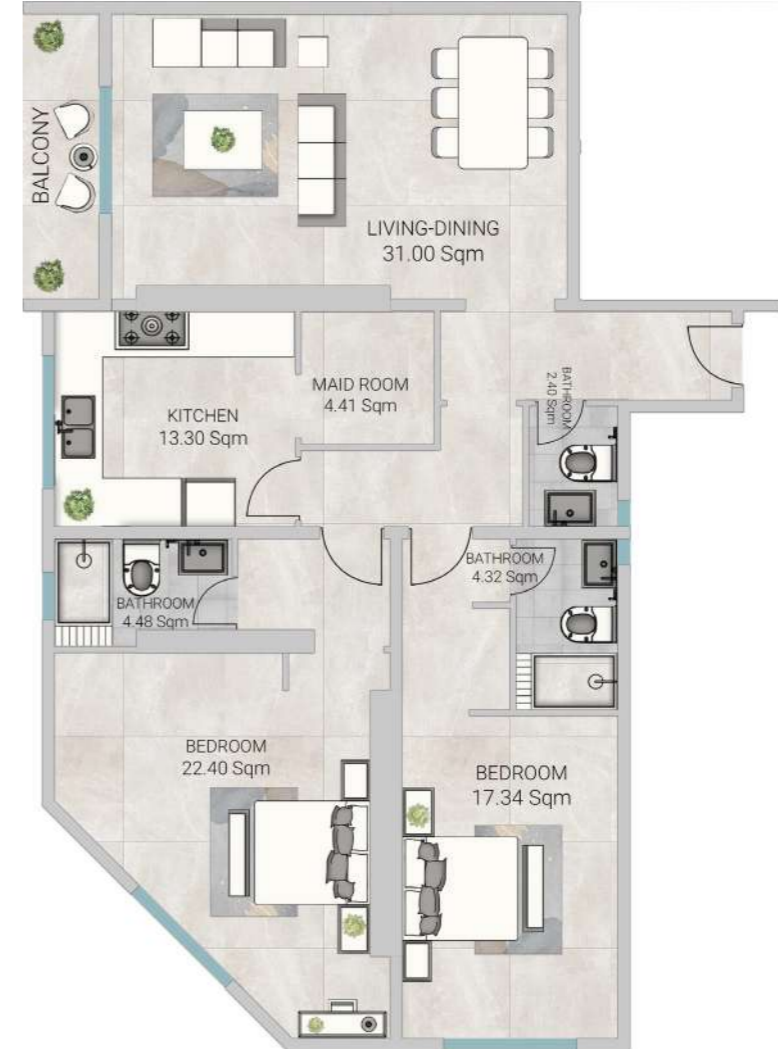 BALCONY
LIVING-DINING
31.00 Sqm
MAID ROOM
4.41 Sqm
KITCHEN
13.30 Sqm
BATHROOM
2.40 Sqm
BATHROOM
4.32 Sqm
BATHROOM
4.48 Sqm
BEDROOM
22.40 Sqm
BEDROOM
17.34 Sqm